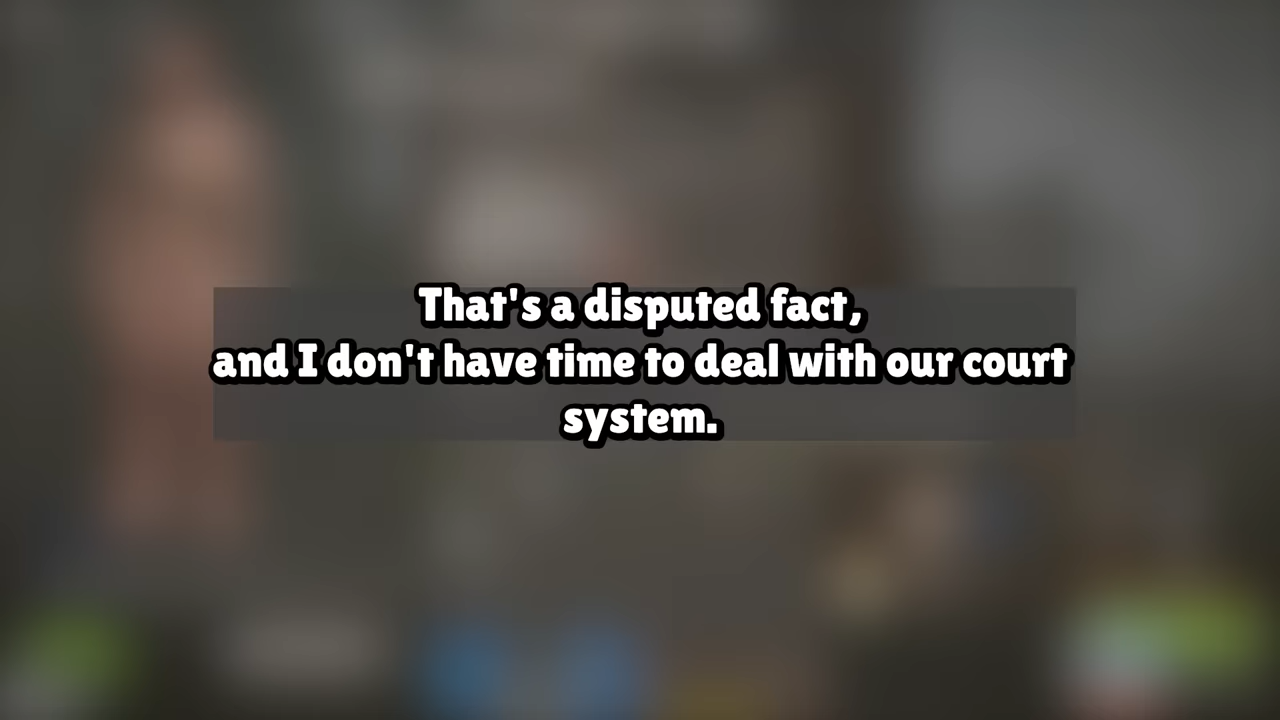 That's a disputed fact,
and I don't have time to deal with our court
system.